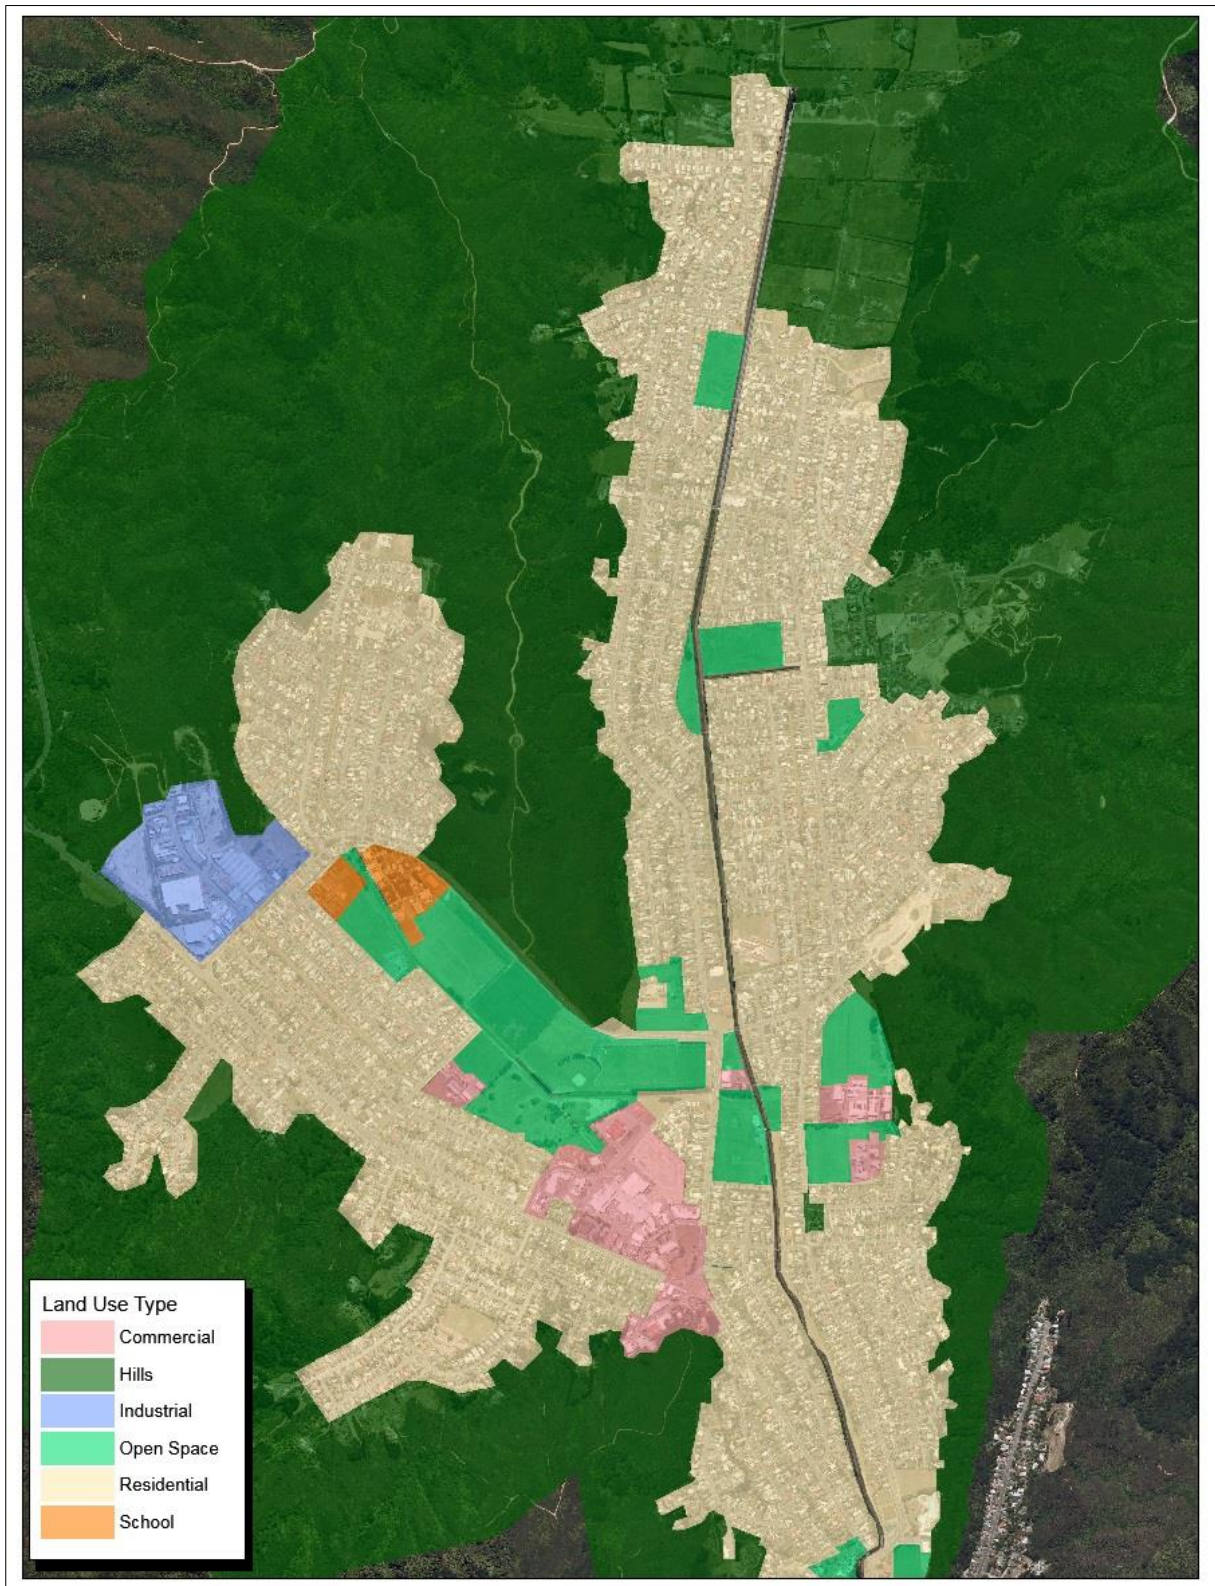 Land Use Type
Commercial
Hills
Industrial
Open Space
Residential
School